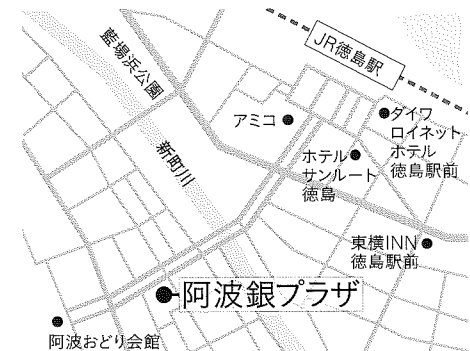 JR徳島駅
藍場浜公園
アミコ
ダイワ
ロイネット
ホテル
徳島駅前
新町川
ホテル
サンルート
徳島
東横INN
徳島駅前
阿波銀プラザ
阿波おどり会館